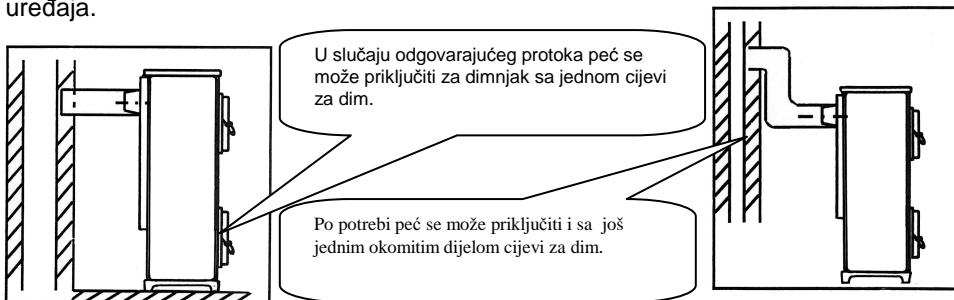 uređaja.
U slučaju odgovarajućeg protoka peć se
može priključiti za dimnjak sa jednom cijevi
za dim.
Po potrebi peć se može priključiti i sa još
jednim okomitim dijelom cijevi za dim.